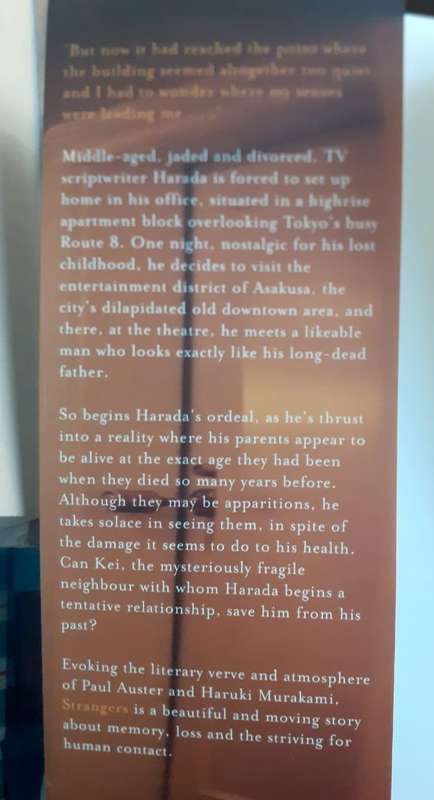 'But now it had reached the point where
the building seemed altogether too quiet
and I had to wonder where my senses
were leading me ...'
Middle-aged, jaded and divorced, TV
scriptwriter Harada is forced to set up
home in his office, situated in a highrise
apartment block overlooking Tokyo's busy
Route 8. One night, nostalgic for his lost
childhood, he decides to visit the
entertainment district of Asakusa, the
city's dilapidated old downtown area, and
there, at the theatre, he meets a likeable
man who looks exactly like his long-dead
father.
So begins Harada's ordeal, as he's thrust
into a reality where his parents appear to
be alive at the exact age they had been
when they died so many years before.
Although they may be apparitions, he
takes solace in seeing them, in spite of
the damage it seems to do to his health.
Can Kei, the mysteriously fragile
neighbour with whom Harada begins a
tentative relationship, save him from his
past?
Evoking the literary verve and atmosphere
of Paul Auster and Haruki Murakami,
Strangers is a beautiful and moving story
about memory, loss and the striving for
human contact.